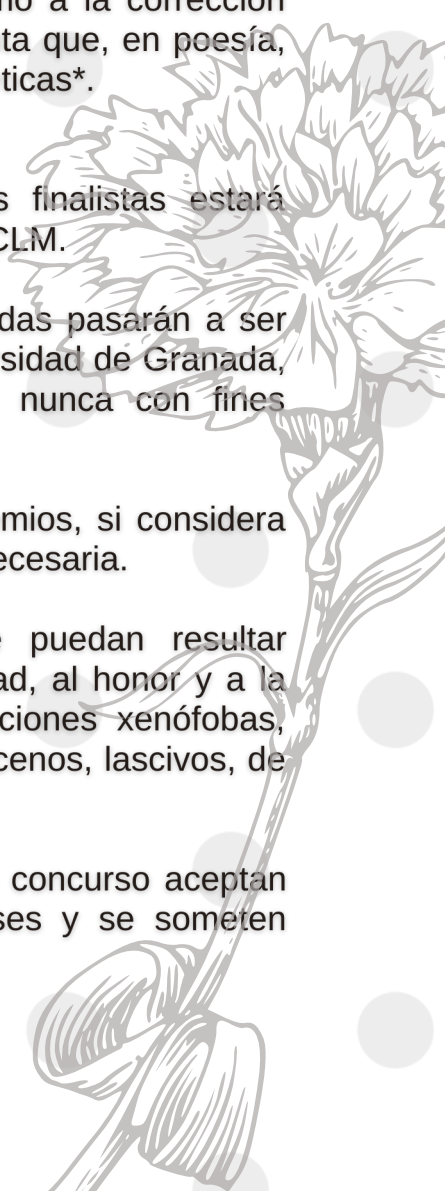 a la corrección
ta que, en poesía,
ticas*.
s finalistas estará
CLM.
das pasarán a ser
sidad de Granada,
nunca con fines
mios, si considera
ecesaria.
e puedan resultar
ad, al honor y a la
ciones xenófobas,
cenos, lascivos, de
concurso aceptan
ses y se someten